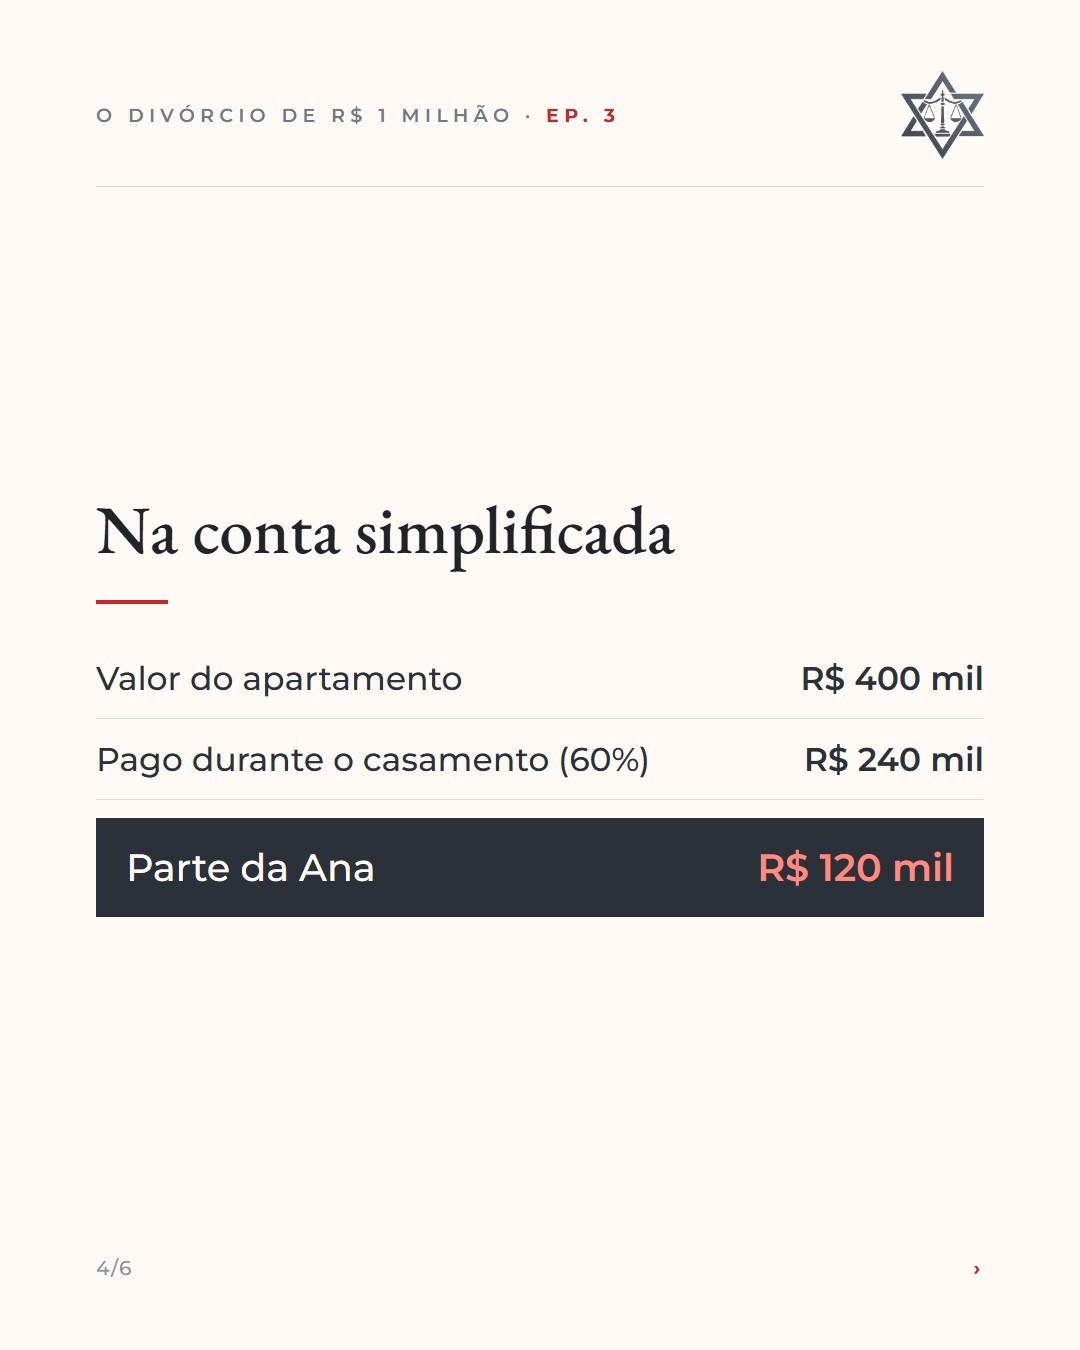 O DIVÓRCIO DE R$ 1 MILHÃO · EP. 3
Na conta simplificada
Valor do apartamento R$ 400 mil
Pago durante o casamento (60%) R$ 240 mil
Parte da Ana R$ 120 mil
4/6 ›